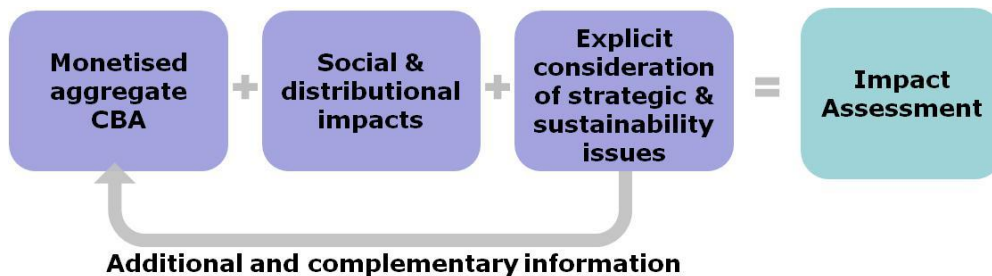 Monetised
aggregate
CBA
+
Social &
distributional
impacts
+
Explicit
consideration
of strategic &
sustainability
issues
=
Impact
Assessment
Additional and complementary information